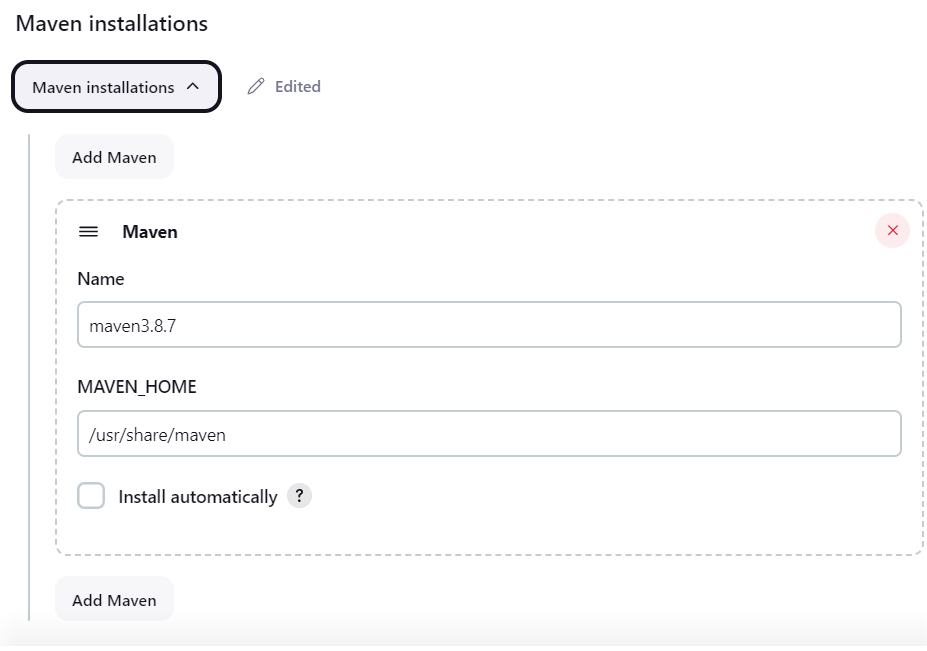 Maven installations
Maven installations
Edited
Add Maven
Maven
Name
maven3.8.7
MAVEN_HOME
/usr/share/maven
Install automatically ?
Add Maven